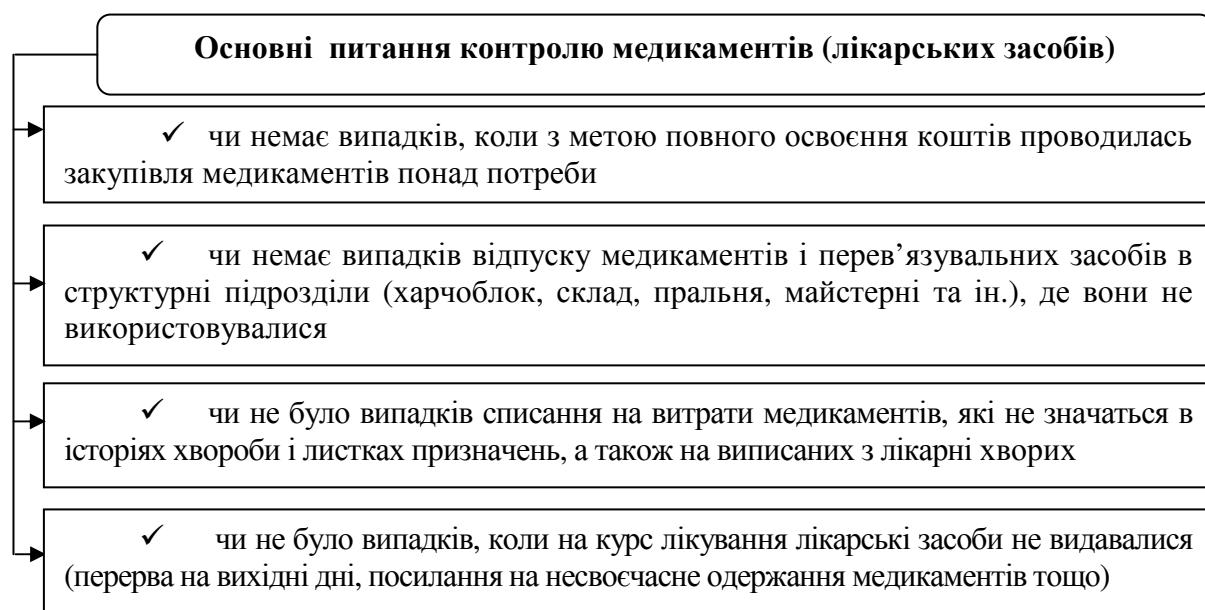 Основні питання контролю медикаментів (лікарських засобів)
✓ чи немає випадків, коли з метою повного освоєння коштів проводилась
закупівля медикаментів понад потреби
✓ чи немає випадків відпуску медикаментів і перев’язувальних засобів в
структурні підрозділи (харчоблок, склад, пральня, майстерні та ін.), де вони не
використовувалися
✓ чи не було випадків списання на витрати медикаментів, які не значаться в
історіях хвороби і листках призначень, а також на виписаних з лікарні хворих
✓ чи не було випадків, коли на курс лікування лікарські засоби не видавалися
(перерва на вихідні дні, посилання на несвоєчасне одержання медикаментів тощо)